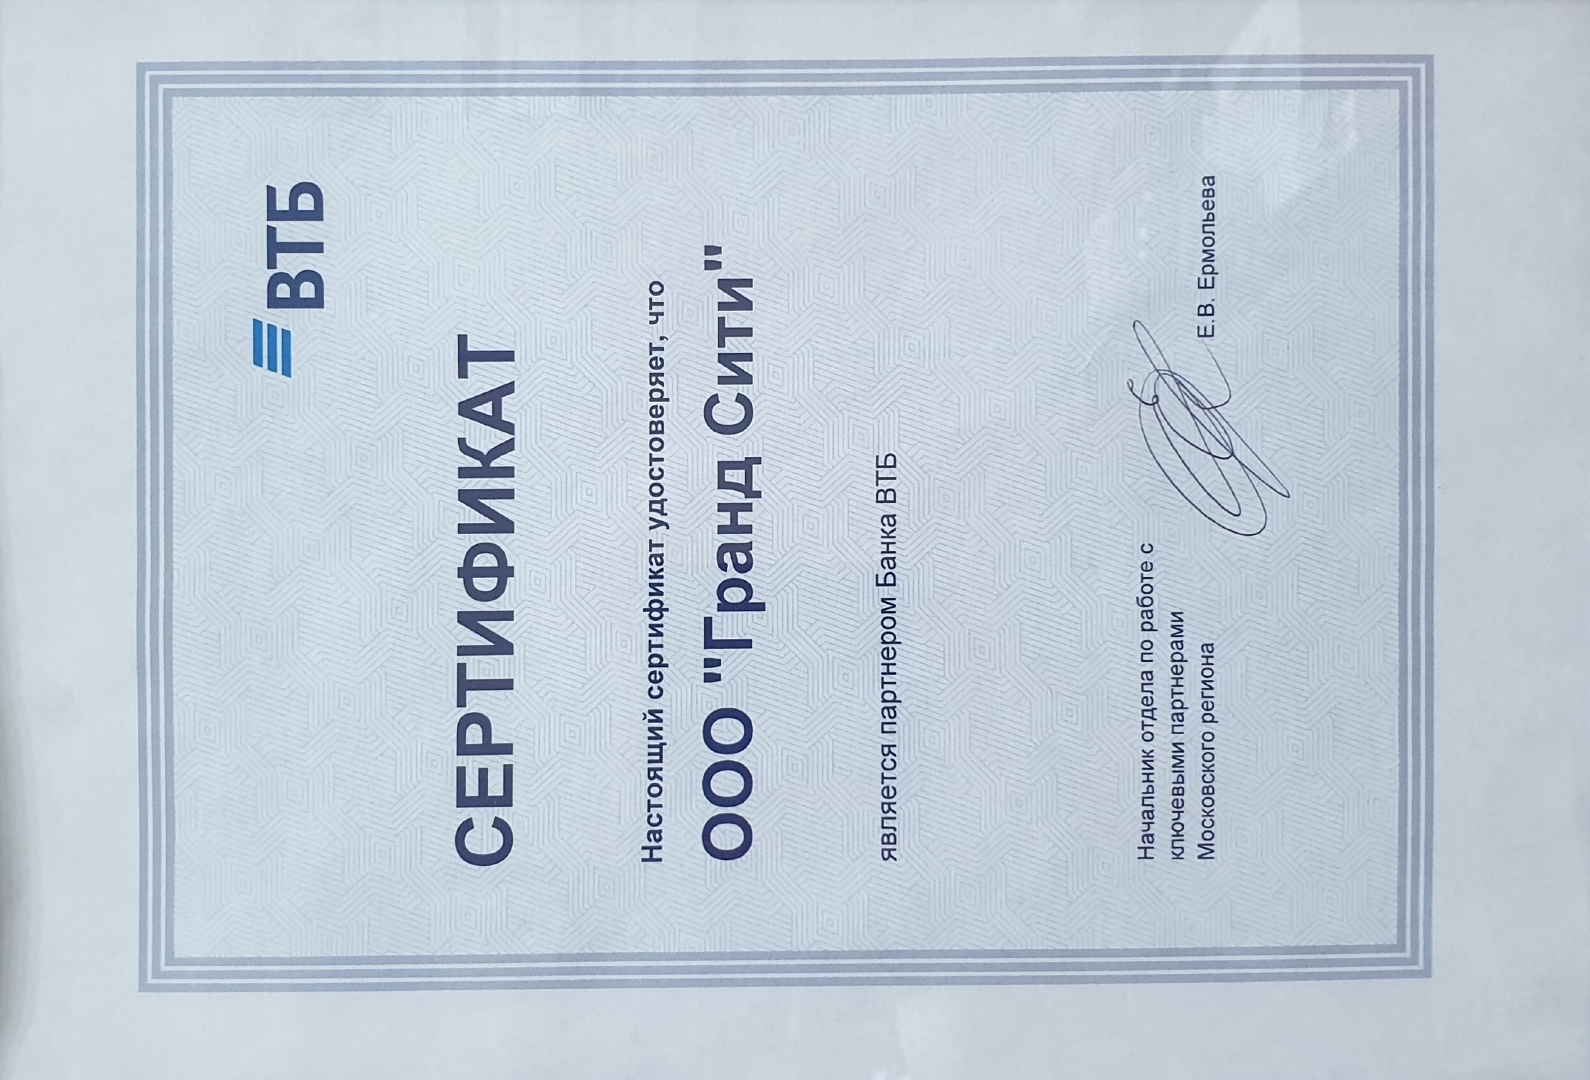 ВТБ
СЕРТИФИКАТ
Настоящий сертификат удостоверяет, что
ООО "Гранд Сити"
является партнером Банка ВТБ
Начальник отдела по работе с
ключевыми партнерами
Московского региона
Е.В. Ермольева